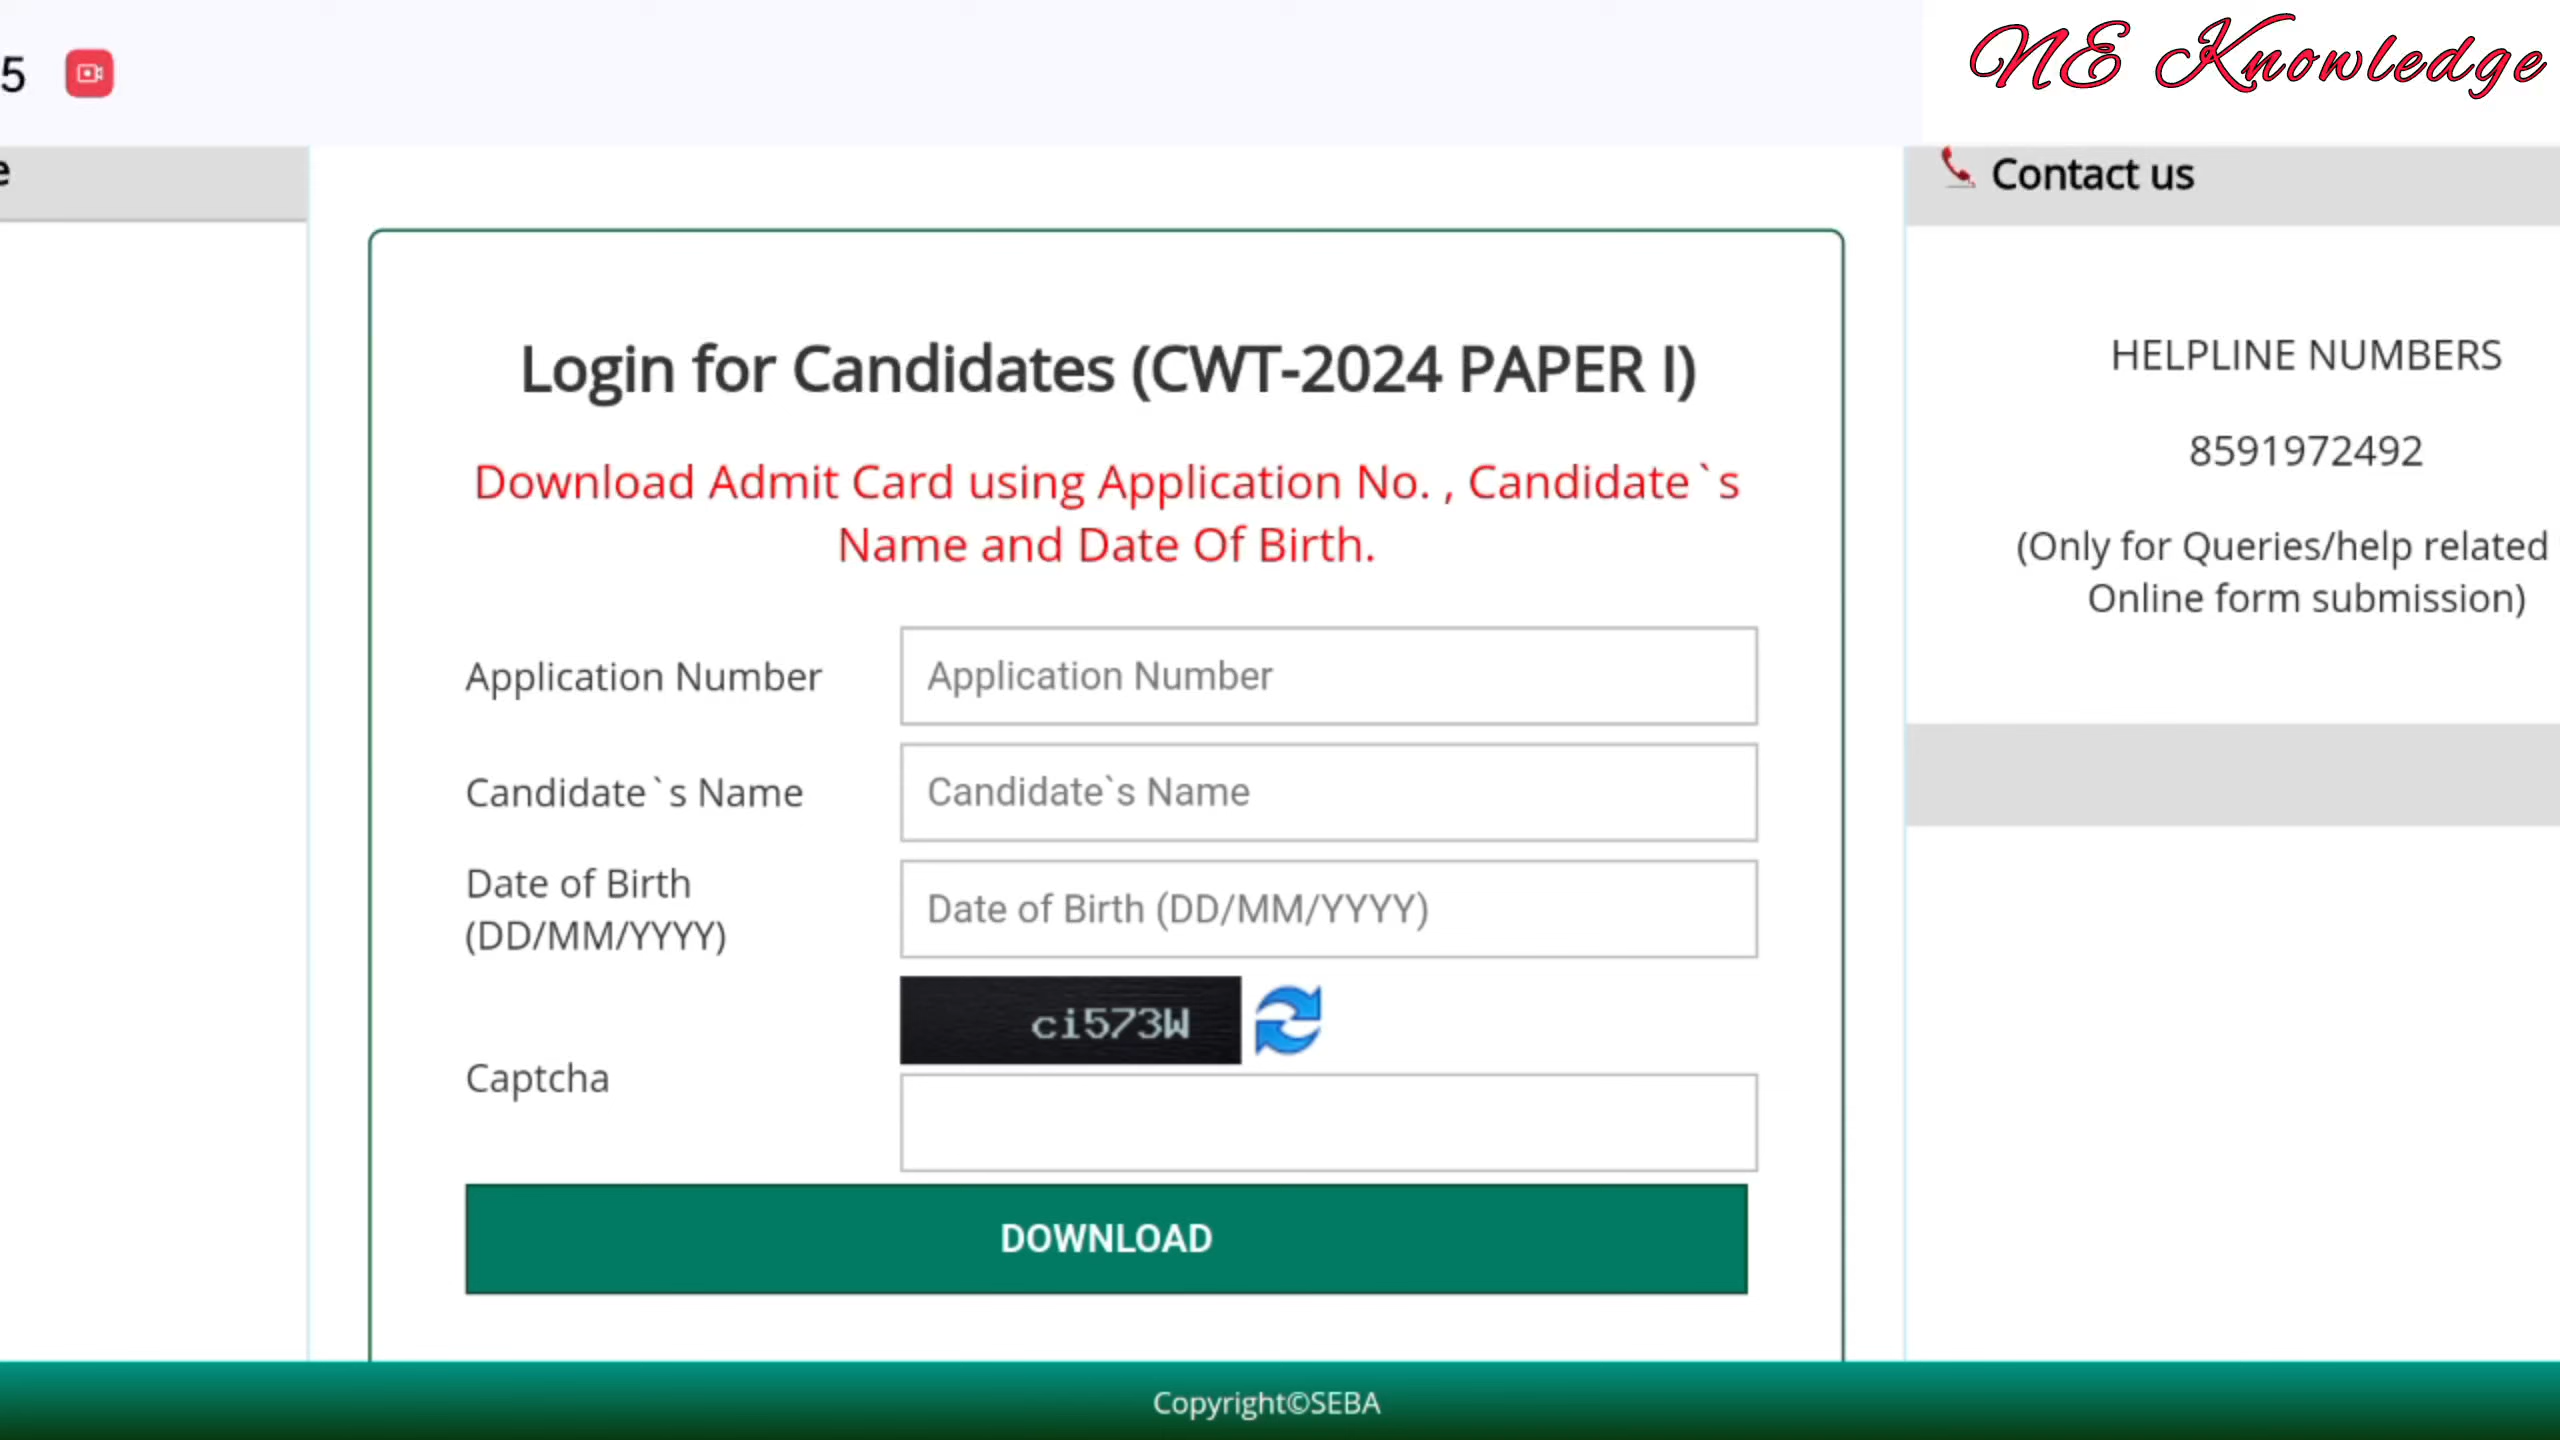 5
NE Knowledge
e
Contact us
Login for Candidates (CWT-2024 PAPER I)
Download Admit Card using Application No. , Candidate`s
Name and Date Of Birth.
Application Number
Application Number
Candidate`s Name
Candidate`s Name
Date of Birth
(DD/MM/YYYY)
Date of Birth (DD/MM/YYYY)
ci573W
Captcha
DOWNLOAD
HELPLINE NUMBERS
8591972492
(Only for Queries/help related
Online form submission)
Copyright©SEBA